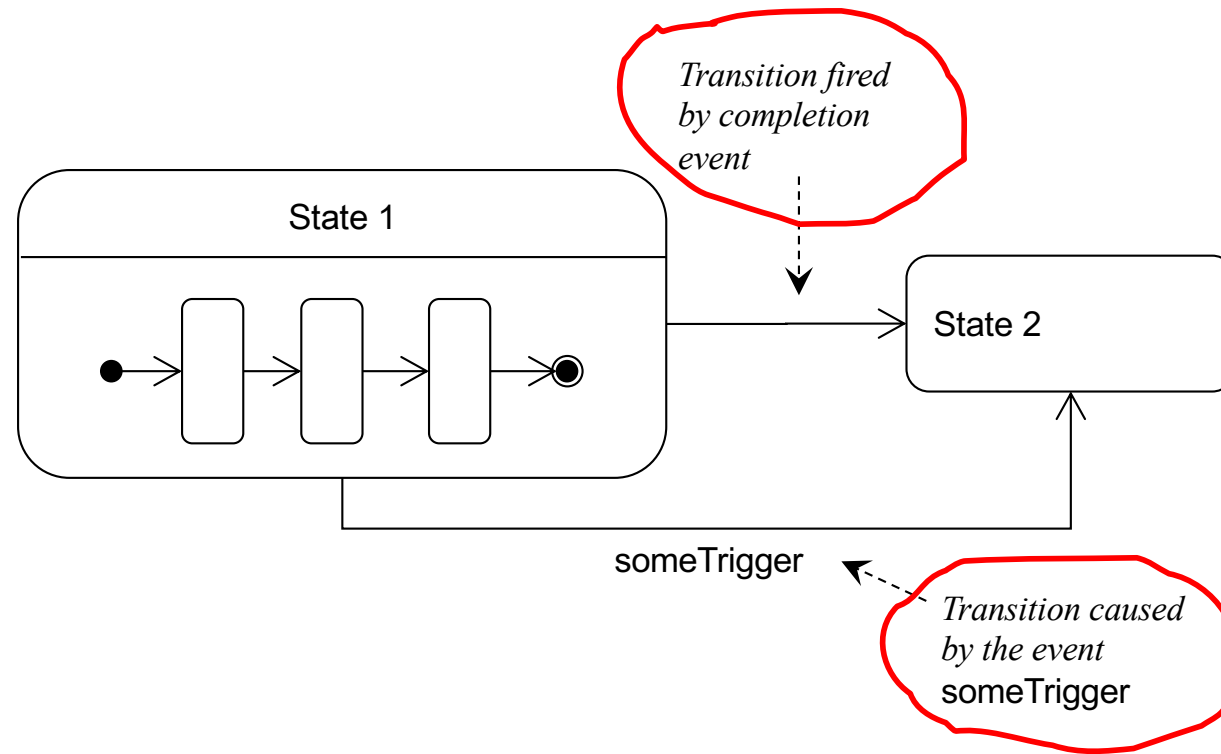 Transition fired
by completion
event
State 1
State 2
someTrigger
Transition caused
by the event
someTrigger